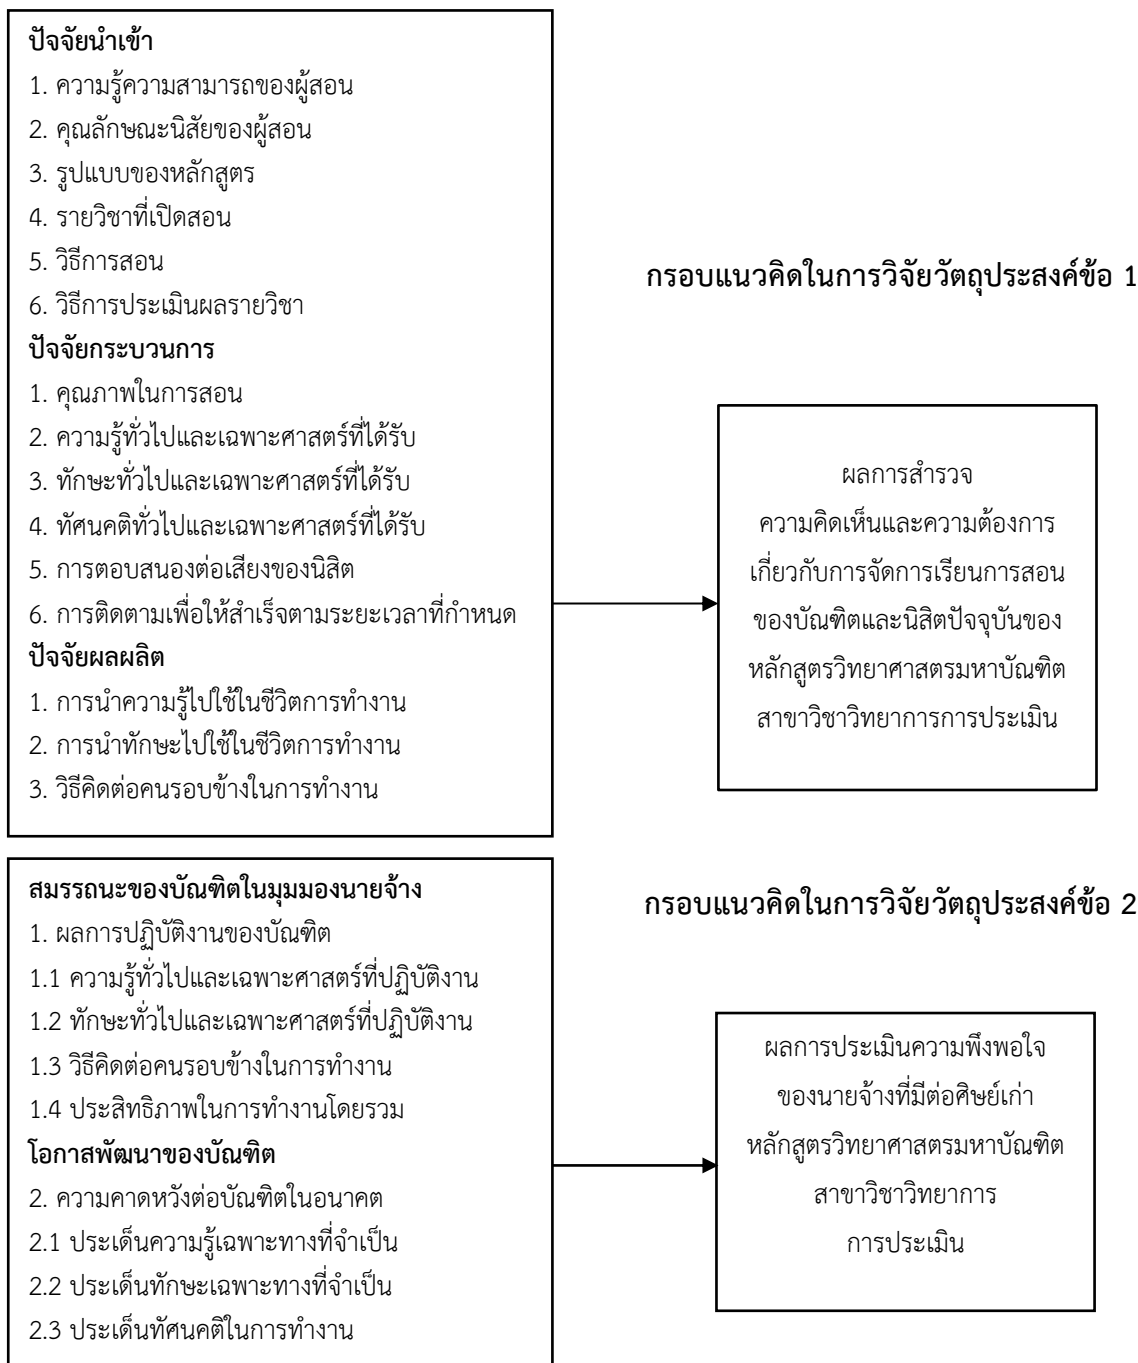 ปัจจัยนำเข้า
1. ความรู้ความสามารถของผู้สอน
2. คุณลักษณะนิสัยของผู้สอน
3. รูปแบบของหลักสูตร
4. รายวิชาที่เปิดสอน
5. วิธีการสอน
6. วิธีการประเมินผลรายวิชา
ปัจจัยกระบวนการ
1. คุณภาพในการสอน
2. ความรู้ทั่วไปและเฉพาะศาสตร์ที่ได้รับ
3. ทักษะทั่วไปและเฉพาะศาสตร์ที่ได้รับ
4. ทัศนคติทั่วไปและเฉพาะศาสตร์ที่ได้รับ
5. การตอบสนองต่อเสียงของนิสิต
6. การติดตามเพื่อให้สำเร็จตามระยะเวลาที่กำหนด
ปัจจัยผลผลิต
1. การนำความรู้ไปใช้ในชีวิตการทำงาน
2. การนำทักษะไปใช้ในชีวิตการทำงาน
3. วิธีคิดต่อคนรอบข้างในการทำงาน
กรอบแนวคิดในการวิจัยวัตถุประสงค์ข้อ 1
ผลการสำรวจ
ความคิดเห็นและความต้องการ
เกี่ยวกับการจัดการเรียนการสอน
ของบัณฑิตและนิสิตปัจจุบันของ
หลักสูตรวิทยาศาสตรมหาบัณฑิต
สาขาวิชาวิทยาการการประเมิน
สมรรถนะของบัณฑิตในมุมมองนายจ้าง
1. ผลการปฏิบัติงานของบัณฑิต
1.1 ความรู้ทั่วไปและเฉพาะศาสตร์ที่ปฏิบัติงาน
1.2 ทักษะทั่วไปและเฉพาะศาสตร์ที่ปฏิบัติงาน
1.3 วิธีคิดต่อคนรอบข้างในการทำงาน
1.4 ประสิทธิภาพในการทำงานโดยรวม
โอกาสพัฒนาของบัณฑิต
2. ความคาดหวังต่อบัณฑิตในอนาคต
2.1 ประเด็นความรู้เฉพาะทางที่จำเป็น
2.2 ประเด็นทักษะเฉพาะทางที่จำเป็น
2.3 ประเด็นทัศนคติในการทำงาน
กรอบแนวคิดในการวิจัยวัตถุประสงค์ข้อ 2
ผลการประเมินความพึงพอใจ
ของนายจ้างที่มีต่อศิษย์เก่า
หลักสูตรวิทยาศาสตรมหาบัณฑิต
สาขาวิชาวิทยาการ
การประเมิน